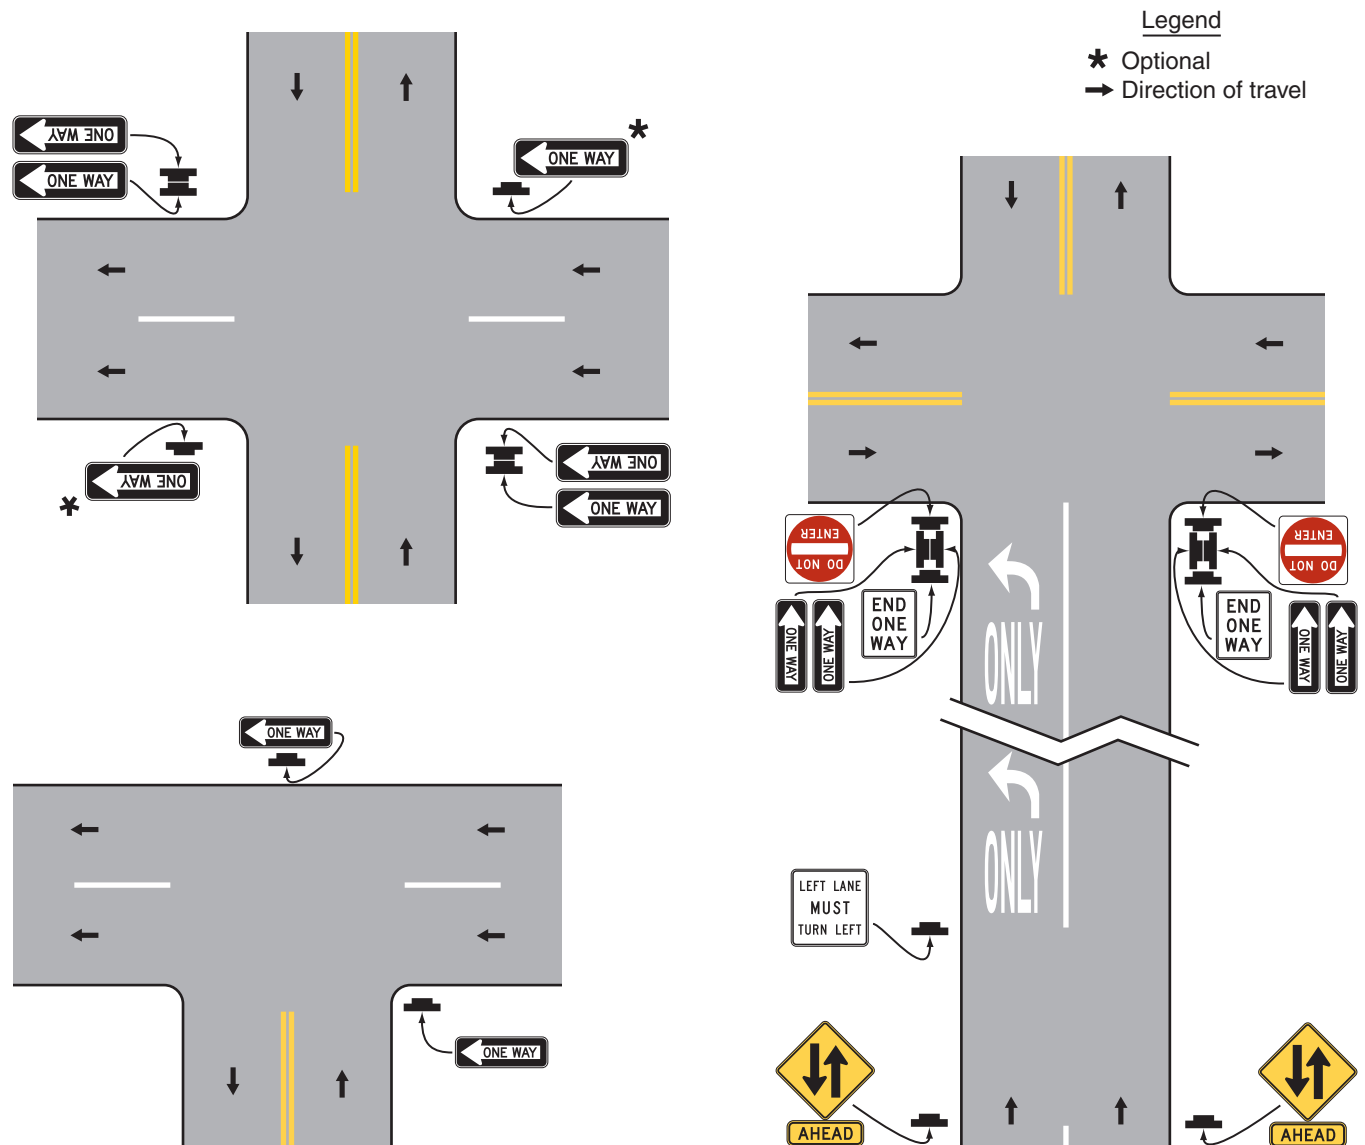 Legend
* Optional
Direction of travel
ONE WAY
ONE WAY
ONE WAY
*
ONE WAY
*
ONE WAY
ONE WAY
ONE WAY
ONE WAY
DO NOT
ENTER
ONE WAY
ONE WAY
END
ONE
WAY
ONLY
DO NOT
ENTER
END
ONE
WAY
ONE WAY
ONE WAY
ONLY
LEFT LANE
MUST
TURN LEFT
AHEAD
AHEAD